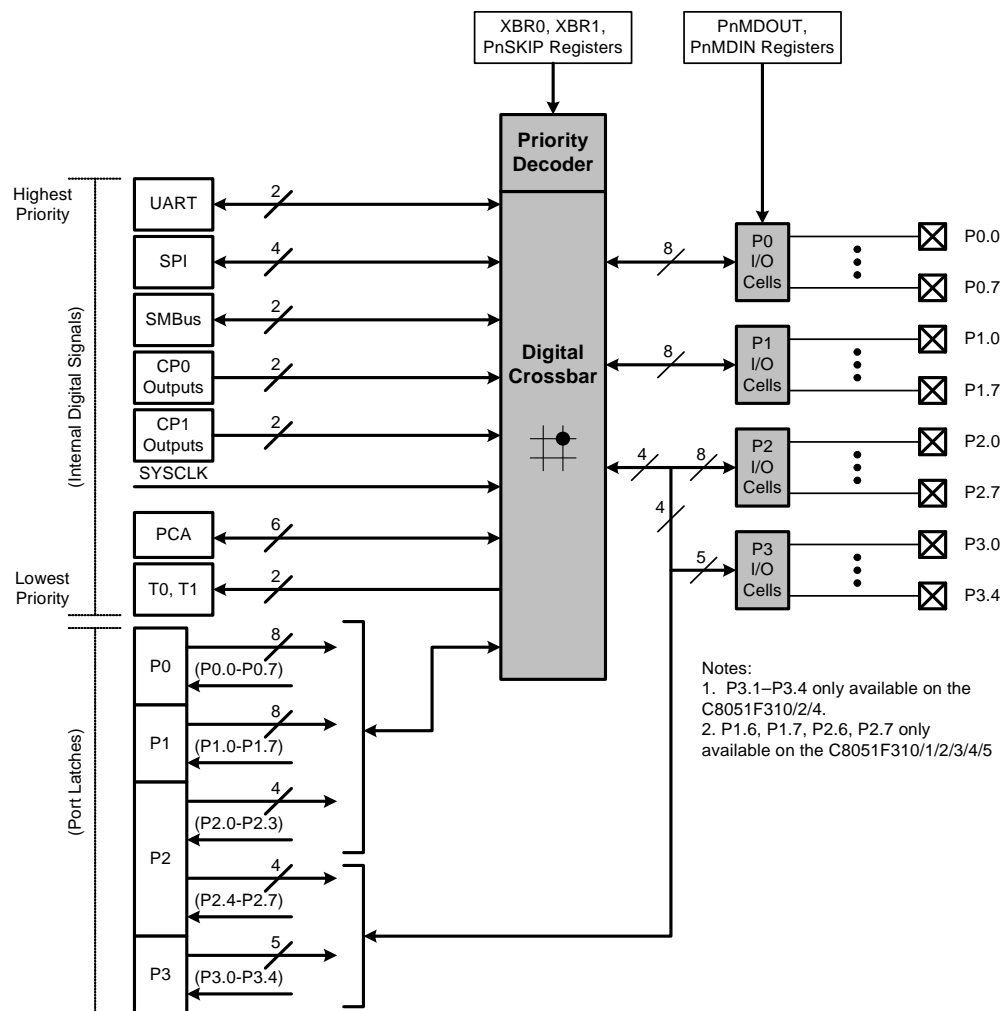 XBR0, XBR1,
PnSKIP Registers
PnMDOUT,
PnMDIN Registers
Priority
Decoder
Highest
Priority
(Internal Digital Signals)
Lowest
Priority
UART
2
SPI
4
SMBus
2
CP0
Outputs
2
CP1
Outputs
2
SYSCLK
PCA
6
T0, T1
2
Digital
Crossbar
8
P0
I/O
Cells
P0.0
P0.7
8
P1
I/O
Cells
P1.0
P1.7
4
8
P2
I/O
Cells
P2.0
P2.7
4
5
P3
I/O
Cells
P3.0
P3.4
(Port Latches)
P0
8
(P0.0-P0.7)
P1
8
(P1.0-P1.7)
P2
4
(P2.0-P2.3)
4
(P2.4-P2.7)
P3
5
(P3.0-P3.4)
Notes:
1. P3.1–P3.4 only available on the
C8051F310/2/4.
2. P1.6, P1.7, P2.6, P2.7 only
available on the C8051F310/1/2/3/4/5